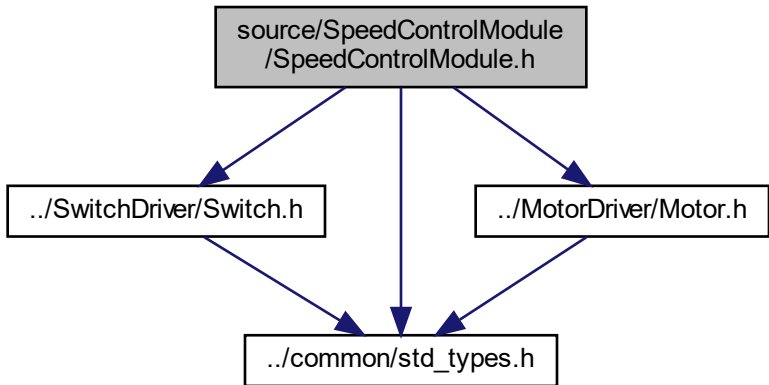 source/SpeedControlModule
/SpeedControlModule.h
../SwitchDriver/Switch.h
../MotorDriver/Motor.h
../common/std_types.h